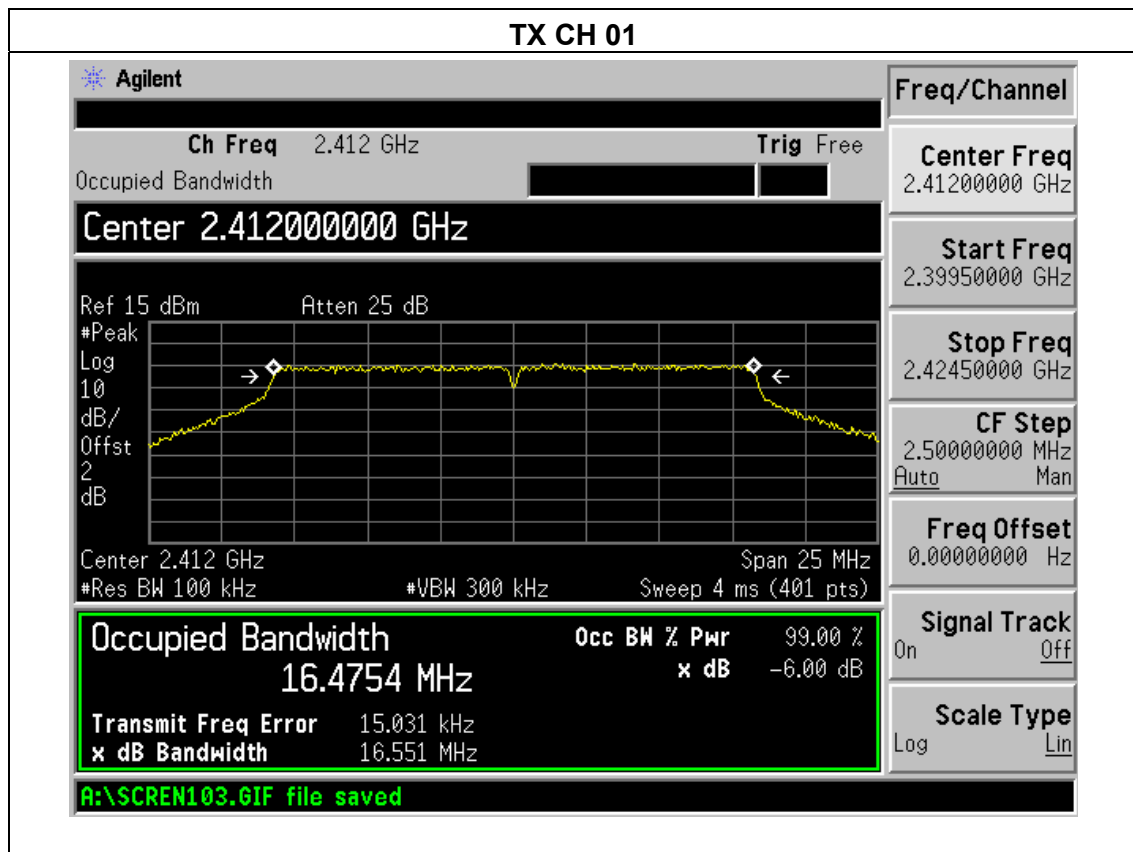 TX CH 01
Agilent
Ch Freq 2.412 GHz Trig Free
Occupied Bandwidth
Center 2.412000000 GHz
Ref 15 dBm Atten 25 dB
#Peak
Log
10
dB/
Offst
2
dB
Center 2.412 GHz Span 25 MHz
#Res BW 100 kHz #VBW 300 kHz Sweep 4 ms (401 pts)
Occupied Bandwidth Occ BW % Pwr 99.00 %
16.4754 MHz x dB -6.00 dB
Transmit Freq Error 15.031 kHz
x dB Bandwidth 16.551 MHz
A:\SCREN103.GIF file saved
Freq/Channel
Center Freq
2.41200000 GHz
Start Freq
2.39950000 GHz
Stop Freq
2.42450000 GHz
CF Step
2.50000000 MHz
Auto Man
Freq Offset
0.00000000 Hz
Signal Track
On Off
Scale Type
Log Lin